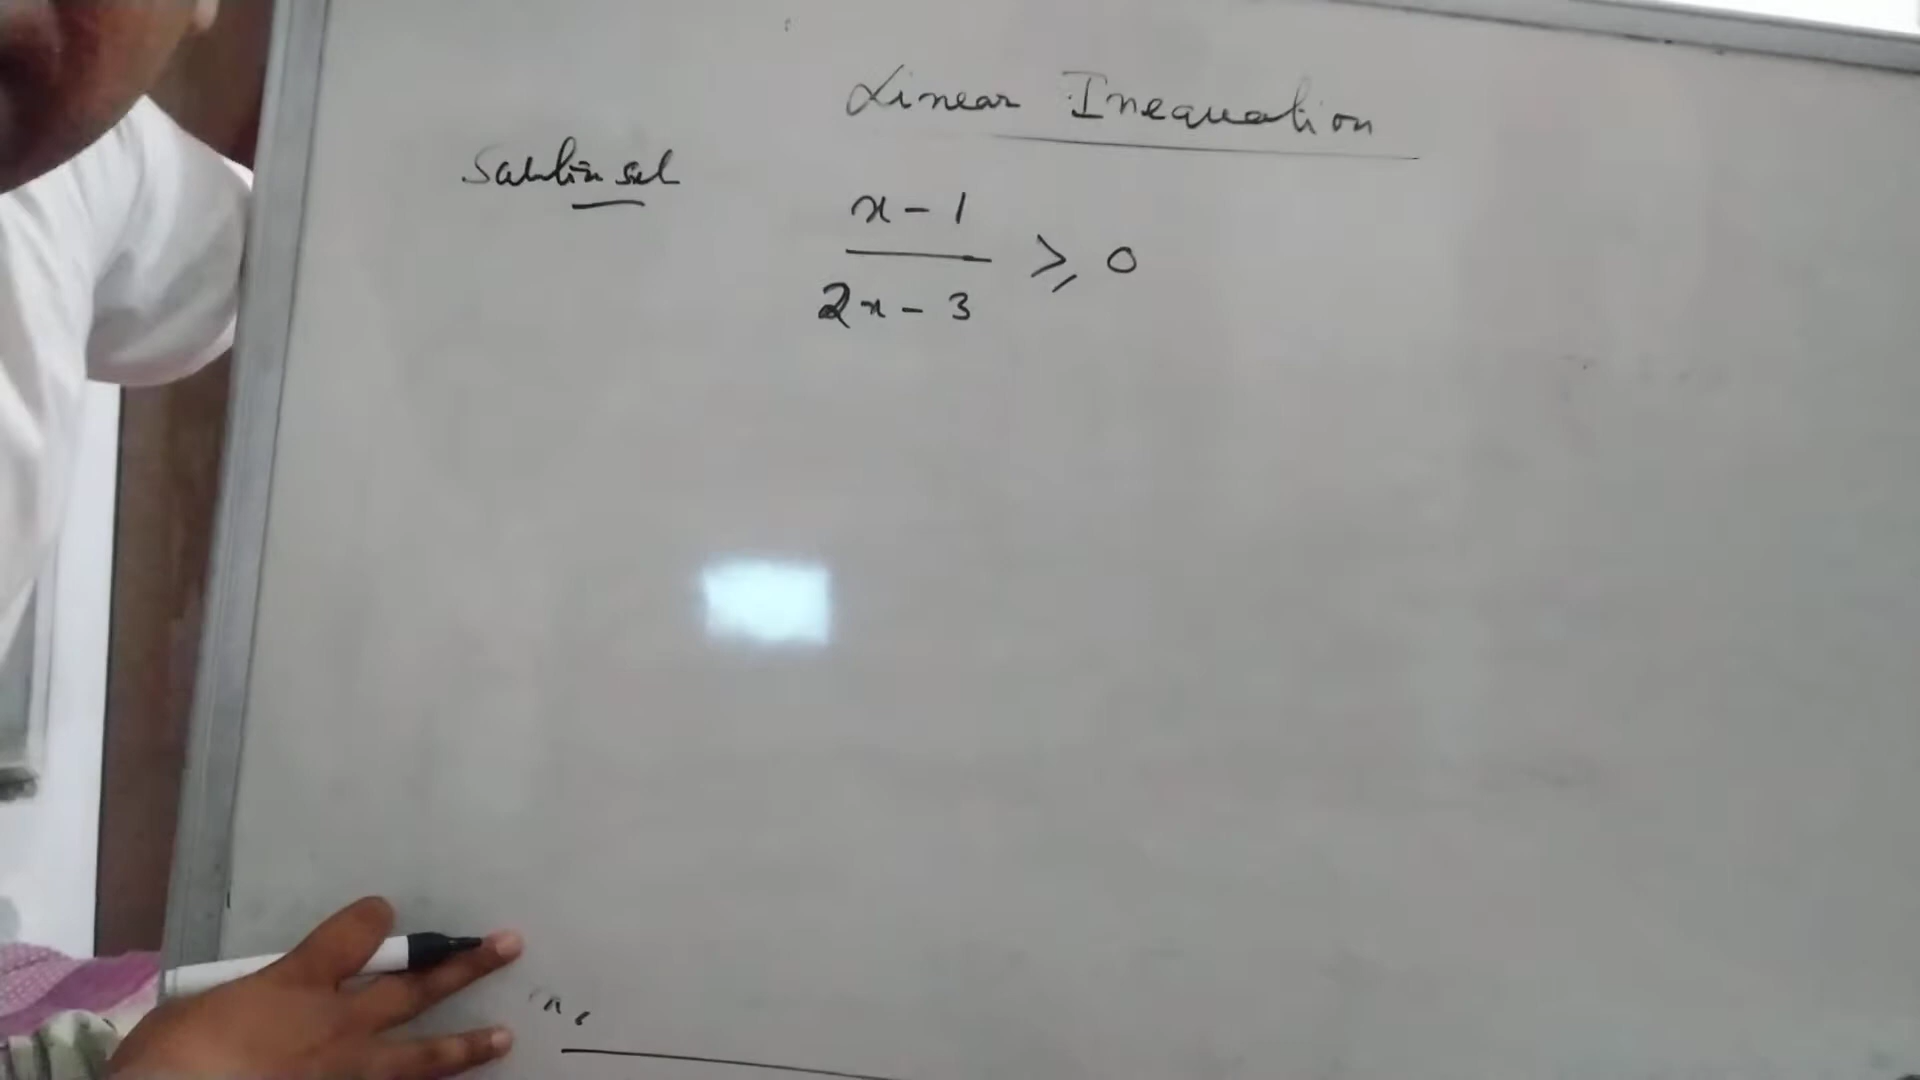 Linear Inequation
Solution set
x - 1
2x - 3
⩾ 0